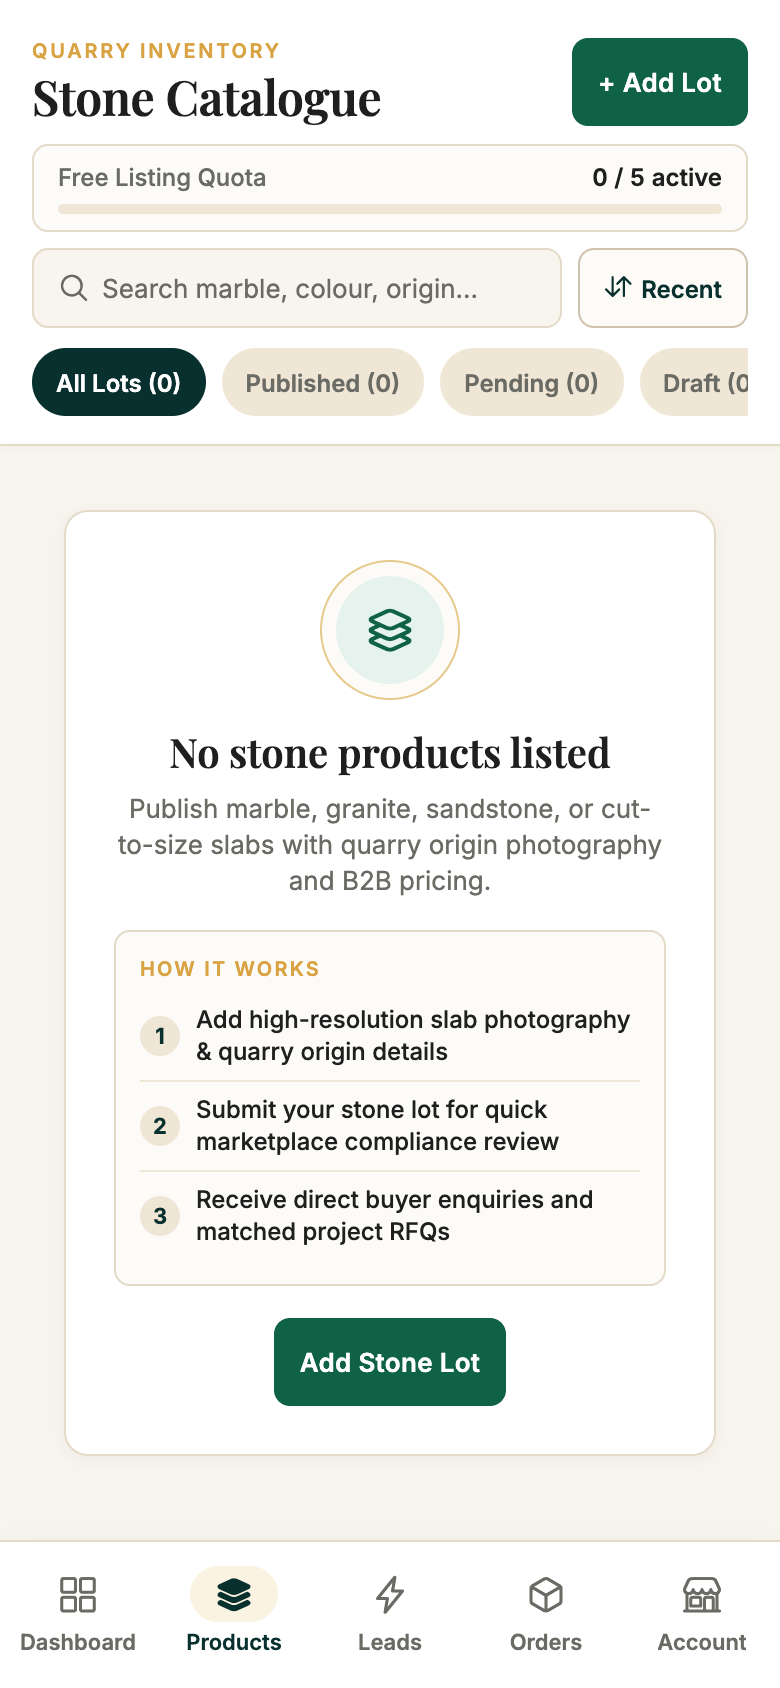 QUARRY INVENTORY
Stone Catalogue
+ Add Lot
Free Listing Quota
0 / 5 active
Search marble, colour, origin...
Recent
All Lots (0)
Published (0)
Pending (0)
Draft (0
No stone products listed
Publish marble, granite, sandstone, or cut-
to-size slabs with quarry origin photography
and B2B pricing.
HOW IT WORKS
1
Add high-resolution slab photography
& quarry origin details
2
Submit your stone lot for quick
marketplace compliance review
3
Receive direct buyer enquiries and
matched project RFQs
Add Stone Lot
Dashboard
Products
Leads
Orders
Account